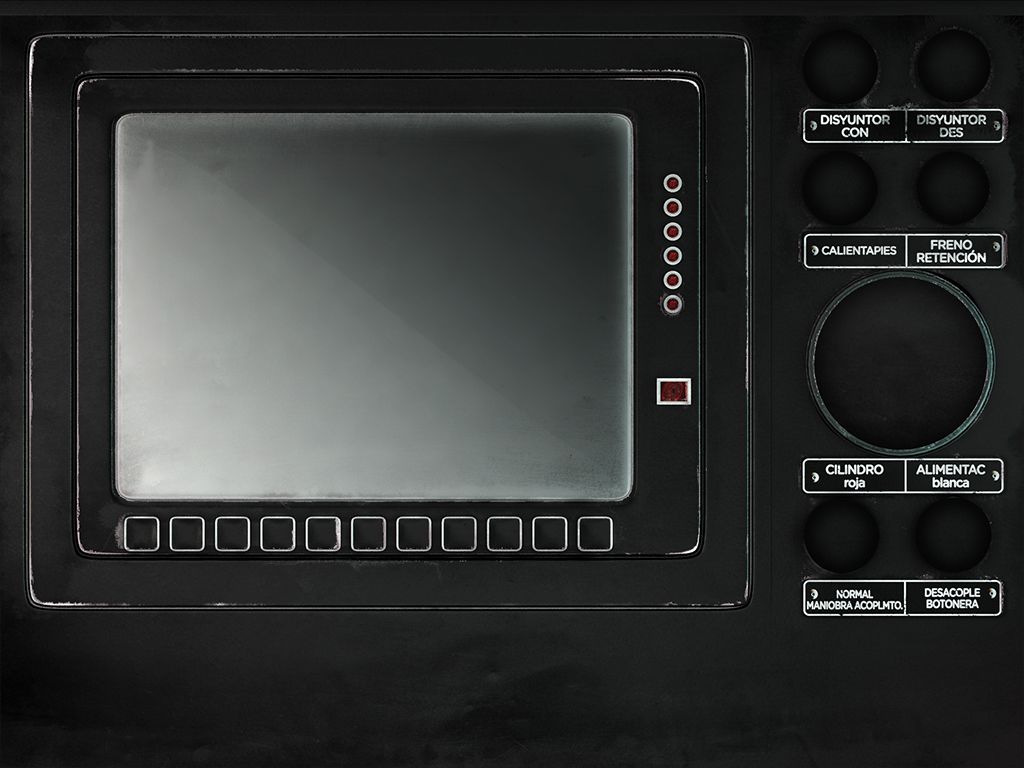 DISYUNTOR
CON
DISYUNTOR
DES
CALIENTAPIES
FRENO
RETENCIÓN
CILINDRO
roja
ALIMENTAC
blanca
NORMAL
MANIOBRA ACOPLMTO.
DESACOPLE
BOTONERA